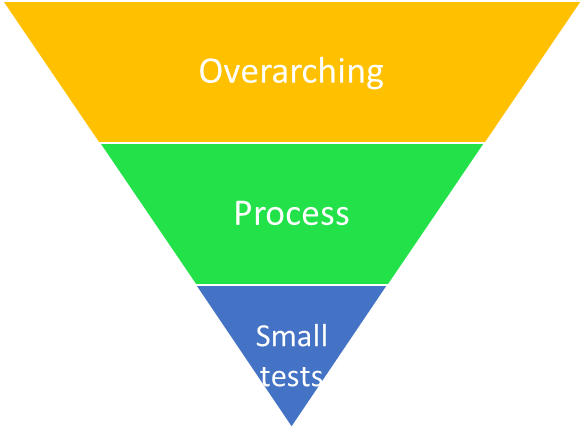 Overarching
Process
Small
tests